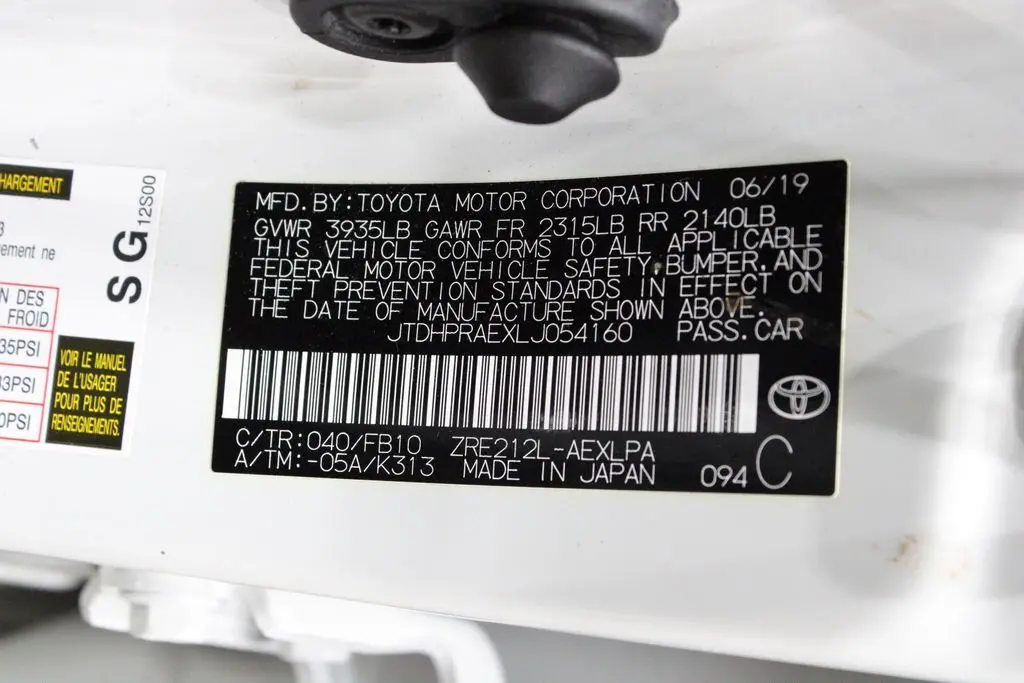 HARGEMENT
3
ement ne
N DES
FROID
35PSI
33PSI
0PSI
SG
12S00
VOIR LE MANUEL
DE L'USAGER
POUR PLUS DE
RENSEIGNEMENTS.
MFD. BY: TOYOTA MOTOR CORPORATION 06/19
GVWR 3935LB GAWR FR 2315LB RR 2140LB
THIS VEHICLE CONFORMS TO ALL APPLICABLE
FEDERAL MOTOR VEHICLE SAFETY, BUMPER, AND
THEFT PREVENTION STANDARDS IN EFFECT ON
THE DATE OF MANUFACTURE SHOWN ABOVE.
JTDHPRAEXLJ054160 PASS. CAR
C/TR: 040/FB10 ZRE212L-AEXLPA
A/TM: -05A/K313 MADE IN JAPAN 094 C